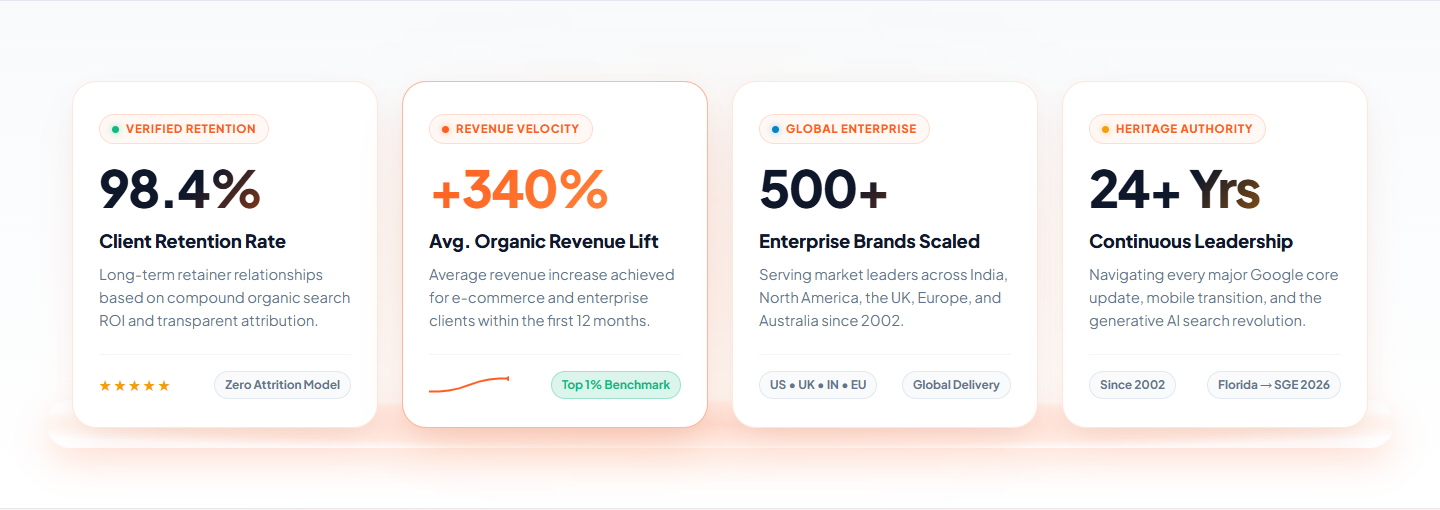 VERIFIED RETENTION
98.4%
Client Retention Rate
Long-term retainer relationships
based on compound organic search
ROI and transparent attribution.
★★★★★
Zero Attrition Model
REVENUE VELOCITY
+340%
Avg. Organic Revenue Lift
Average revenue increase achieved
for e-commerce and enterprise
clients within the first 12 months.
Top 1% Benchmark
GLOBAL ENTERPRISE
500+
Enterprise Brands Scaled
Serving market leaders across India,
North America, the UK, Europe, and
Australia since 2002.
US • UK • IN • EU
Global Delivery
HERITAGE AUTHORITY
24+ Yrs
Continuous Leadership
Navigating every major Google core
update, mobile transition, and the
generative AI search revolution.
Since 2002
Florida → SGE 2026